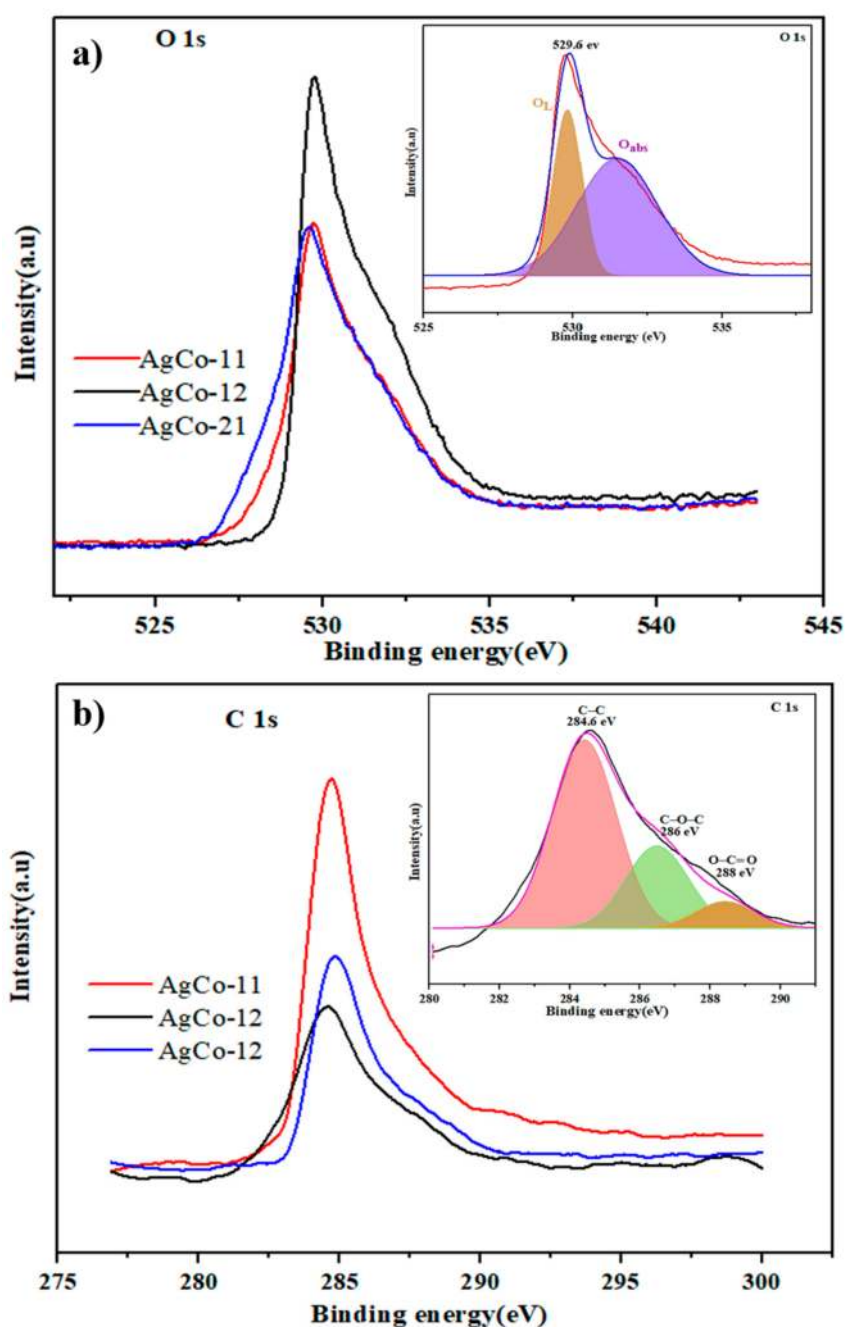 a)
O 1s
Intensity(a.u)
AgCo-11
AgCo-12
AgCo-21
525
530
535
540
545
Binding energy(eV)
529.6 ev
O 1s
OL
Oabs
Intensity(a.u)
525
530
535
Binding energy (eV)
b)
C 1s
Intensity(a.u)
AgCo-11
AgCo-12
AgCo-12
275
280
285
290
295
300
Binding energy(eV)
C–C
284.6 eV
C 1s
C–O–C
286 eV
O–C=O
288 eV
Intensity(a.u)
280
282
284
286
288
290
Binding energy(eV)